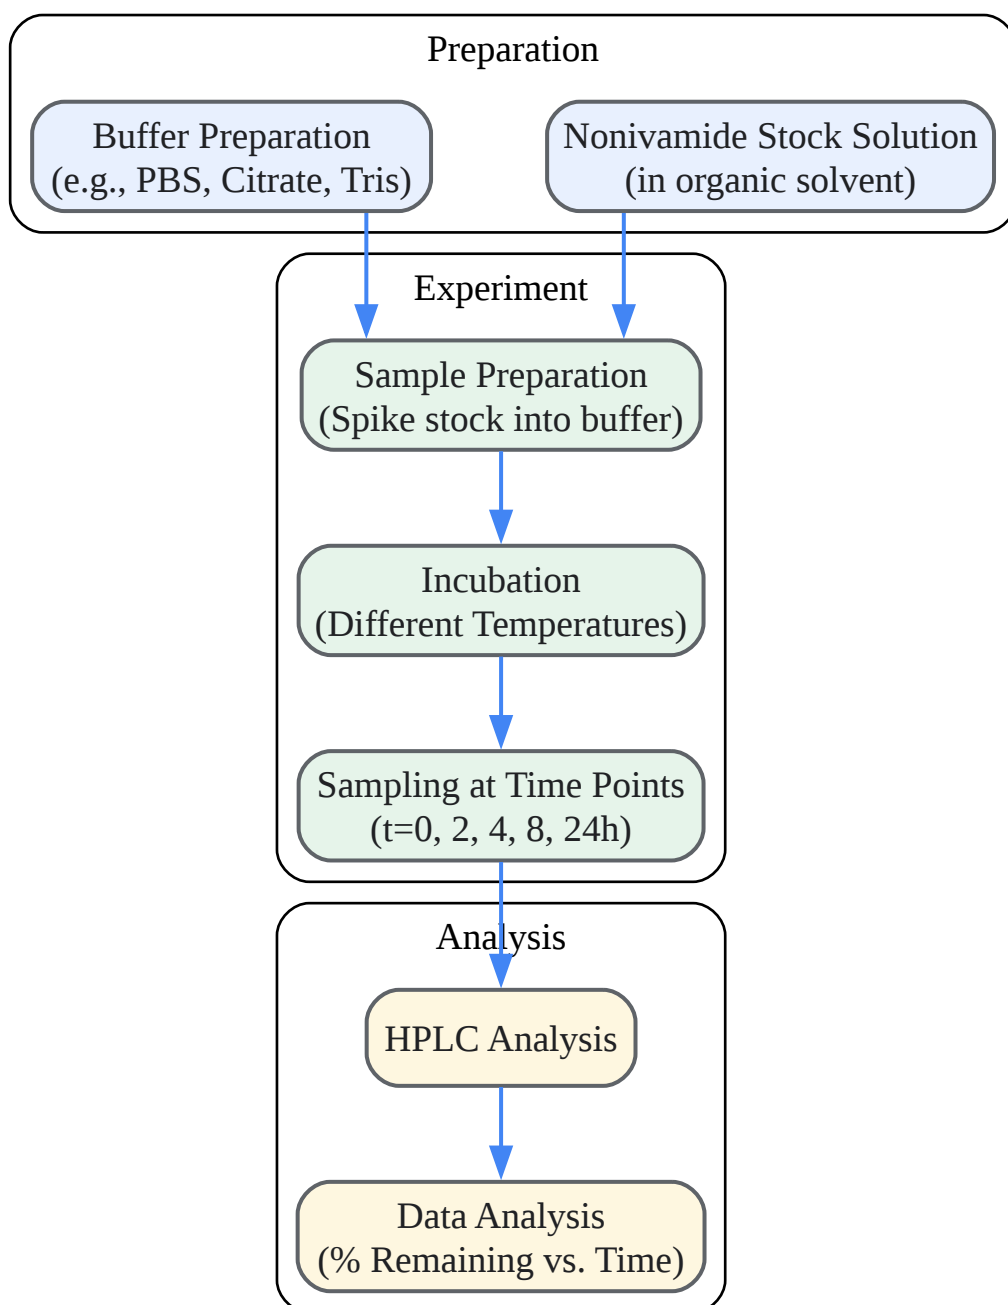 Preparation
Buffer Preparation
(e.g., PBS, Citrate, Tris)
Nonivamide Stock Solution
(in organic solvent)
Experiment
Sample Preparation
(Spike stock into buffer)
Incubation
(Different Temperatures)
Sampling at Time Points
(t=0, 2, 4, 8, 24h)
Analysis
HPLC Analysis
Data Analysis
(% Remaining vs. Time)